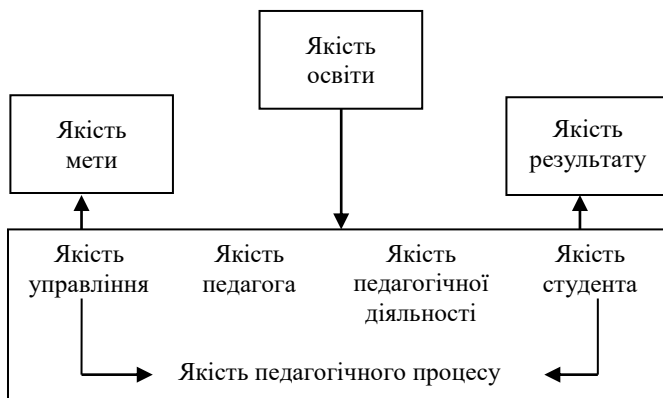 Якість
освіти
Якість
мети
Якість
результату
Якість
управління
Якість
педагога
Якість
педагогічної
діяльності
Якість
студента
Якість педагогічного процесу